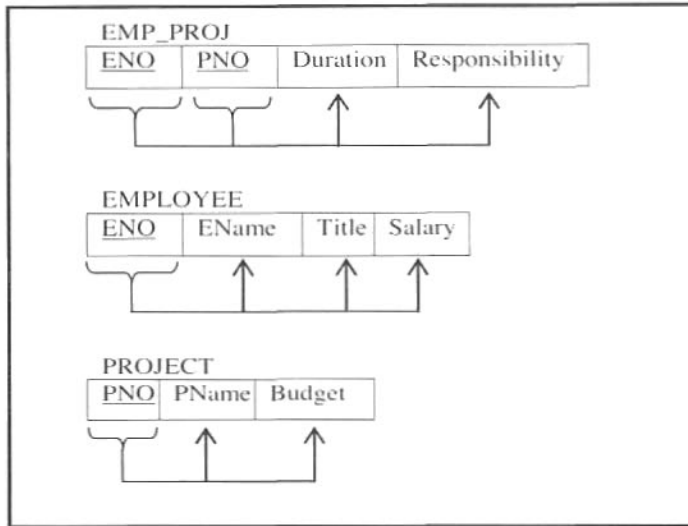 EMP_PROJ
ENO PNO Duration Responsibility
EMPLOYEE
ENO EName Title Salary
PROJECT
PNO PName Budget